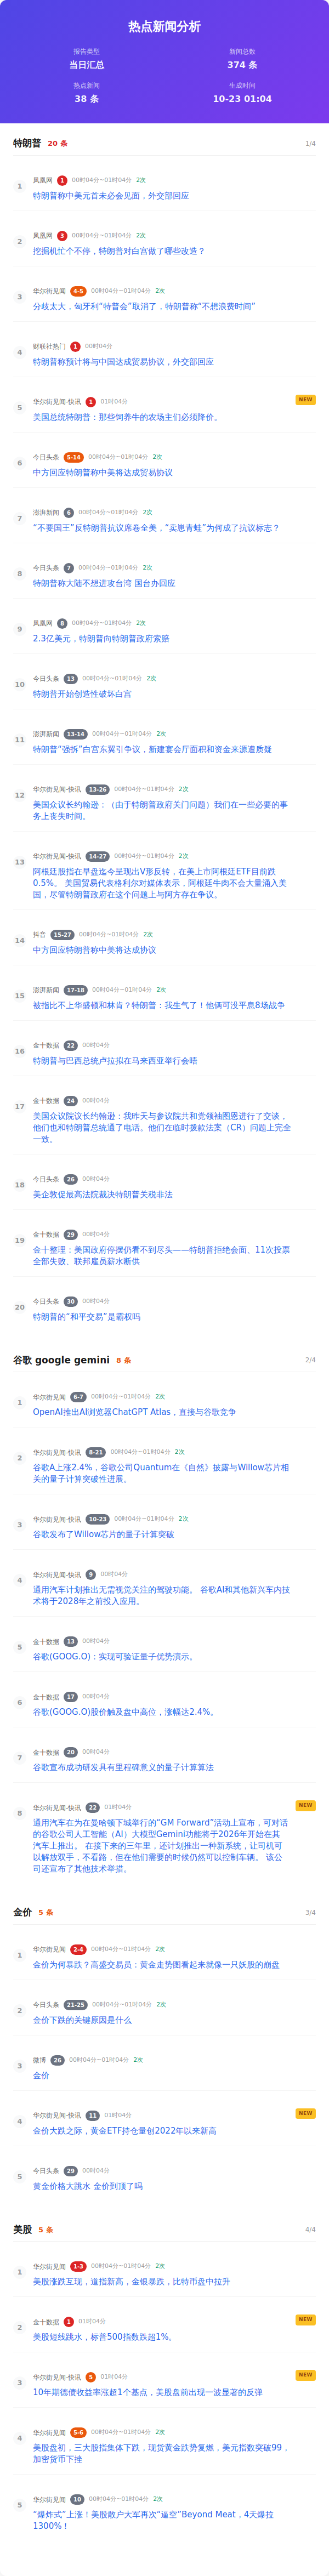 热点新闻分析
报告类型
新闻总数
当日汇总
374 条
热点新闻
生成时间
38 条
10-23 01:04
特朗普 20 条 1/4
1
凤凰网 1 00时04分~01时04分 2次
特朗普称中美元首未必会见面，外交部回应
2
凤凰网 3 00时04分~01时04分 2次
挖掘机忙个不停，特朗普对白宫做了哪些改造？
3
华尔街见闻 4-5 00时04分~01时04分 2次
分歧太大，匈牙利“特普会”取消了，特朗普称“不想浪费时间”
4
财联社热门 1 00时04分
特朗普称预计将与中国达成贸易协议，外交部回应
5
华尔街见闻-快讯 1 01时04分 NEW
美国总统特朗普：那些饲养牛的农场主们必须降价。
6
今日头条 5-14 00时04分~01时04分 2次
中方回应特朗普称中美将达成贸易协议
7
澎湃新闻 6 00时04分~01时04分 2次
“不要国王”反特朗普抗议席卷全美，“卖崽青蛙”为何成了抗议标志？
8
今日头条 7 00时04分~01时04分 2次
特朗普称大陆不想进攻台湾 国台办回应
9
凤凰网 8 00时04分~01时04分 2次
2.3亿美元，特朗普向特朗普政府索赔
10
今日头条 13 00时04分~01时04分 2次
特朗普开始创造性破坏白宫
11
澎湃新闻 13-14 00时04分~01时04分 2次
特朗普“强拆”白宫东翼引争议，新建宴会厅面积和资金来源遭质疑
12
华尔街见闻-快讯 13-26 00时04分~01时04分 2次
美国众议长约翰逊：（由于特朗普政府关门问题）我们在一些必要的事
务上丧失时间。
13
华尔街见闻-快讯 14-27 00时04分~01时04分 2次
阿根廷股指在早盘迄今呈现出V形反转，在美上市阿根廷ETF目前跌
0.5%。 美国贸易代表格利尔对媒体表示，阿根廷牛肉不会大量涌入美
国，尽管特朗普政府在这个问题上与阿方存在争议。
14
抖音 15-27 00时04分~01时04分 2次
中方回应特朗普称中美将达成协议
15
澎湃新闻 17-18 00时04分~01时04分 2次
被指比不上华盛顿和林肯？特朗普：我生气了！他俩可没平息8场战争
16
金十数据 22 00时04分
特朗普与巴西总统卢拉拟在马来西亚举行会晤
17
金十数据 24 00时04分
美国众议院议长约翰逊：我昨天与参议院共和党领袖图恩进行了交谈，
他们也和特朗普总统通了电话。他们在临时拨款法案（CR）问题上完全
一致。
18
今日头条 26 00时04分
美企敦促最高法院裁决特朗普关税非法
19
金十数据 29 00时04分
金十整理：美国政府停摆仍看不到尽头——特朗普拒绝会面、11次投票
全部失败、联邦雇员薪水断供
20
今日头条 30 00时04分
特朗普的“和平交易”是霸权吗
谷歌 google gemini 8 条 2/4
1
华尔街见闻 6-7 00时04分~01时04分 2次
OpenAI推出AI浏览器ChatGPT Atlas，直接与谷歌竞争
2
华尔街见闻-快讯 8-21 00时04分~01时04分 2次
谷歌A上涨2.4%，谷歌公司Quantum在《自然》披露与Willow芯片相
关的量子计算突破性进展。
3
华尔街见闻-快讯 10-23 00时04分~01时04分 2次
谷歌发布了Willow芯片的量子计算突破
4
华尔街见闻-快讯 9 00时04分
通用汽车计划推出无需视觉关注的驾驶功能。 谷歌AI和其他新兴车内技
术将于2028年之前投入应用。
5
金十数据 13 00时04分
谷歌(GOOG.O)：实现可验证量子优势演示。
6
金十数据 17 00时04分
谷歌(GOOG.O)股价触及盘中高位，涨幅达2.4%。
7
金十数据 20 00时04分
谷歌宣布成功研发具有里程碑意义的量子计算算法
8
华尔街见闻-快讯 22 01时04分 NEW
通用汽车在为在曼哈顿下城举行的“GM Forward”活动上宣布，可对话
的谷歌公司人工智能（AI）大模型Gemini功能将于2026年开始在其
汽车上推出。 在接下来的三年里，还计划推出一种新系统，让司机可
以解放双手，不看路，但在他们需要的时候仍然可以控制车辆。 该公
司还宣布了其他技术举措。
金价 5 条 3/4
1
华尔街见闻 2-4 00时04分~01时04分 2次
金价为何暴跌？高盛交易员：黄金走势图看起来就像一只妖股的崩盘
2
今日头条 21-25 00时04分~01时04分 2次
金价下跌的关键原因是什么
3
微博 26 00时04分~01时04分 2次
金价
4
华尔街见闻-快讯 11 01时04分 NEW
金价大跌之际，黄金ETF持仓量创2022年以来新高
5
今日头条 29 00时04分
黄金价格大跳水 金价到顶了吗
美股 5 条 4/4
1
华尔街见闻 1-3 00时04分~01时04分 2次
美股涨跌互现，道指新高，金银暴跌，比特币盘中拉升
2
金十数据 1 01时04分 NEW
美股短线跳水，标普500指数跌超1%。
3
华尔街见闻-快讯 5 01时04分 NEW
10年期德债收益率涨超1个基点，美股盘前出现一波显著的反弹
4
华尔街见闻 5-6 00时04分~01时04分 2次
美股盘初，三大股指集体下跌，现货黄金跌势复燃，美元指数突破99，
加密货币下挫
5
华尔街见闻 10 00时04分~01时04分 2次
“爆炸式”上涨！美股散户大军再次“逼空”Beyond Meat，4天爆拉
1300%！